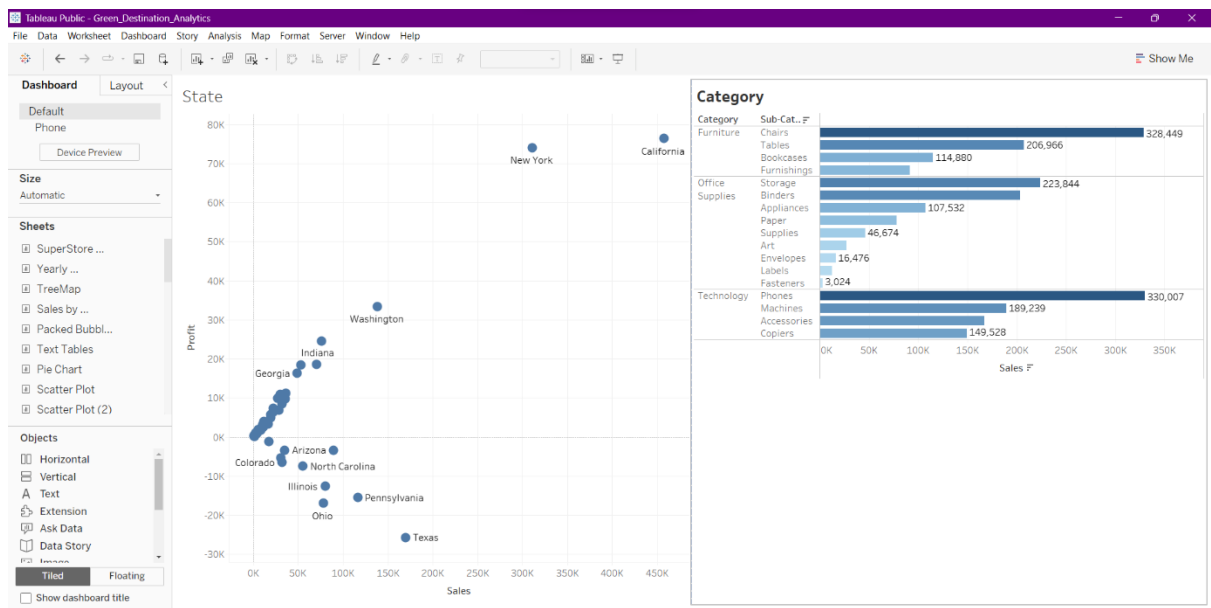 Tableau Public - Green_Destination_Analytics
File Data Worksheet Dashboard Story Analysis Map Format Server Window Help
Show Me
Dashboard Layout
Default
Phone
Device Preview
Size
Automatic
Sheets
SuperStore ...
Yearly ...
TreeMap
Sales by ...
Packed Bubbl...
Text Tables
Pie Chart
Scatter Plot
Scatter Plot (2)
Objects
Horizontal
Vertical
A Text
Extension
Ask Data
Data Story
Image
Tiled Floating
Show dashboard title
State
80K
70K
60K
50K
40K
30K
20K
10K
0K
-10K
-20K
-30K
Profit
New York
California
Washington
Indiana
Georgia
Arizona
Colorado
North Carolina
Illinois
Pennsylvania
Ohio
Texas
0K 50K 100K 150K 200K 250K 300K 350K 400K 450K
Sales
Category
Category Sub-Cat..
Furniture Chairs 328,449
Tables 206,966
Bookcases 114,880
Furnishings
Office Supplies Storage 223,844
Binders
Appliances 107,532
Paper
Supplies 46,674
Art
Envelopes 16,476
Labels
Fasteners 3,024
Technology Phones 330,007
Machines 189,239
Accessories
Copiers 149,528
0K 50K 100K 150K 200K 250K 300K 350K
Sales